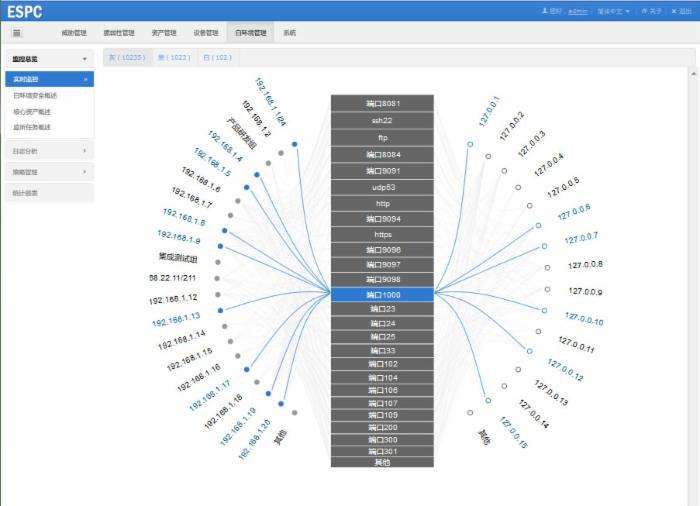 ESPC
您好，admin 简体中文 关于 退出
威胁管理 脆弱性管理 资产管理 设备管理 白环境管理 系统
监控总览
灰（10235） 黑（1023） 白（102）
实时监控
白环境安全概述
核心资产概述
监听任务概述
日志分析
策略管理
统计报表
192.168.1.1/24
192.168.1.2
产品研发组
192.168.1.4
192.168.1.5
192.168.1.6
192.168.1.7
192.168.1.8
192.168.1.9
集成测试组
88.22.11/211
192.168.1.12
192.168.1.13
192.168.1.14
192.168.1.15
192.168.1.16
192.168.1.17
192.168.1.18
192.168.1.19
192.168.1.20
其他
端口8081
ssh22
ftp
端口8084
端口9091
udp53
http
端口9094
https
端口9096
端口9097
端口9098
端口1000
端口23
端口24
端口25
端口33
端口102
端口104
端口106
端口107
端口109
端口200
端口300
端口301
其他
127.0.0.1
127.0.0.2
127.0.0.3
127.0.0.4
127.0.0.5
127.0.0.6
127.0.0.7
127.0.0.8
127.0.0.9
127.0.0.10
127.0.0.11
127.0.0.12
127.0.0.13
127.0.0.14
127.0.0.15
其他